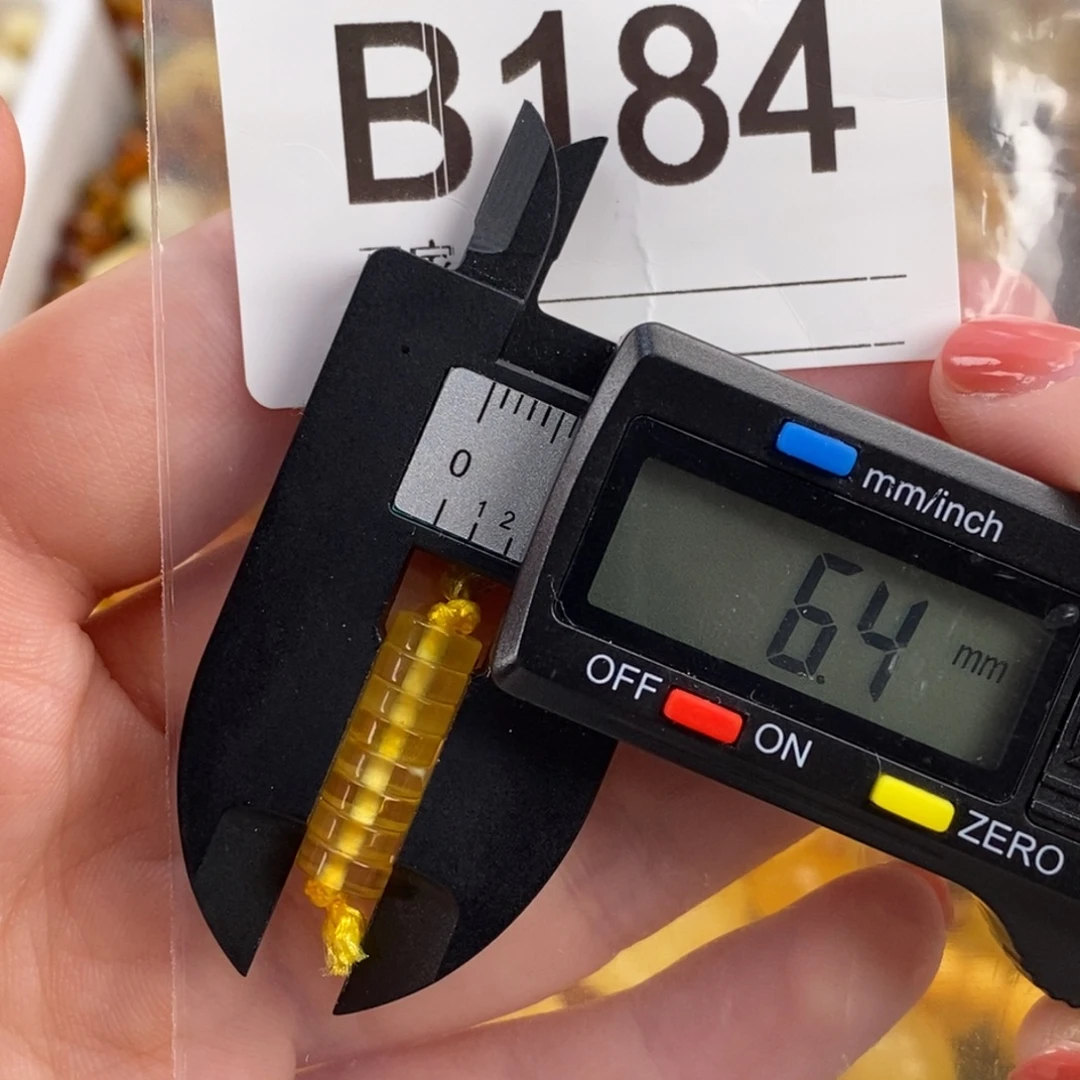 B184
0
1 2
mm/inch
6.4 mm
OFF ON
ZERO